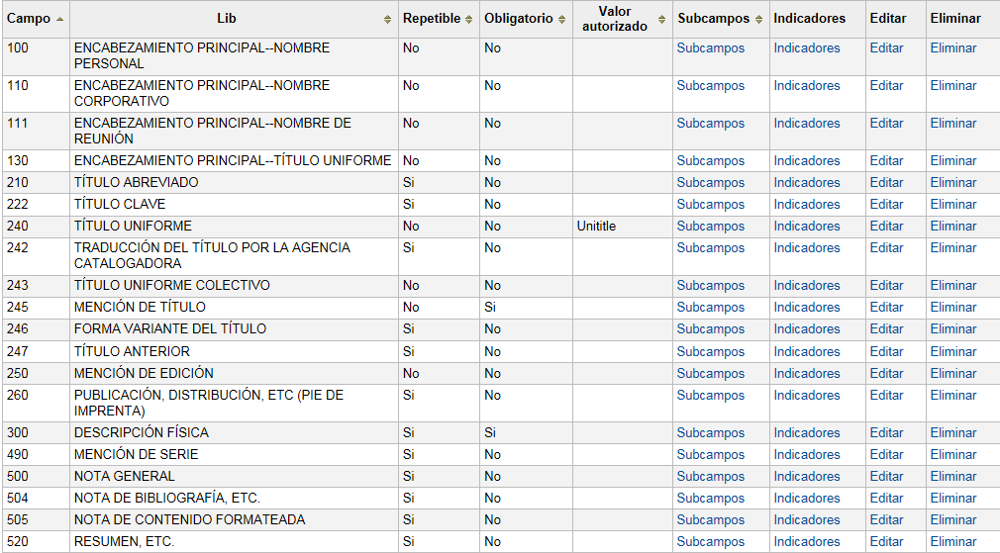 Campo Lib Repetible Obligatorio Valor autorizado Subcampos Indicadores Editar Eliminar
100 ENCABEZAMIENTO PRINCIPAL--NOMBRE No No Subcampos Indicadores Editar Eliminar
PERSONAL
110 ENCABEZAMIENTO PRINCIPAL--NOMBRE No No Subcampos Indicadores Editar Eliminar
CORPORATIVO
111 ENCABEZAMIENTO PRINCIPAL--NOMBRE DE No No Subcampos Indicadores Editar Eliminar
REUNIÓN
130 ENCABEZAMIENTO PRINCIPAL--TÍTULO UNIFORME No No Subcampos Indicadores Editar Eliminar
210 TÍTULO ABREVIADO Si No Subcampos Indicadores Editar Eliminar
222 TÍTULO CLAVE Si No Subcampos Indicadores Editar Eliminar
240 TÍTULO UNIFORME No No Unititle Subcampos Indicadores Editar Eliminar
242 TRADUCCIÓN DEL TÍTULO POR LA AGENCIA Si No Subcampos Indicadores Editar Eliminar
CATALOGADORA
243 TÍTULO UNIFORME COLECTIVO No No Subcampos Indicadores Editar Eliminar
245 MENCIÓN DE TÍTULO No Si Subcampos Indicadores Editar Eliminar
246 FORMA VARIANTE DEL TÍTULO Si No Subcampos Indicadores Editar Eliminar
247 TÍTULO ANTERIOR Si No Subcampos Indicadores Editar Eliminar
250 MENCIÓN DE EDICIÓN No No Subcampos Indicadores Editar Eliminar
260 PUBLICACIÓN, DISTRIBUCIÓN, ETC (PIE DE Si No Subcampos Indicadores Editar Eliminar
IMPRENTA)
300 DESCRIPCIÓN FÍSICA Si Si Subcampos Indicadores Editar Eliminar
490 MENCIÓN DE SERIE Si No Subcampos Indicadores Editar Eliminar
500 NOTA GENERAL Si No Subcampos Indicadores Editar Eliminar
504 NOTA DE BIBLIOGRAFÍA, ETC. Si No Subcampos Indicadores Editar Eliminar
505 NOTA DE CONTENIDO FORMATEADA Si No Subcampos Indicadores Editar Eliminar
520 RESUMEN, ETC. Si No Subcampos Indicadores Editar Eliminar